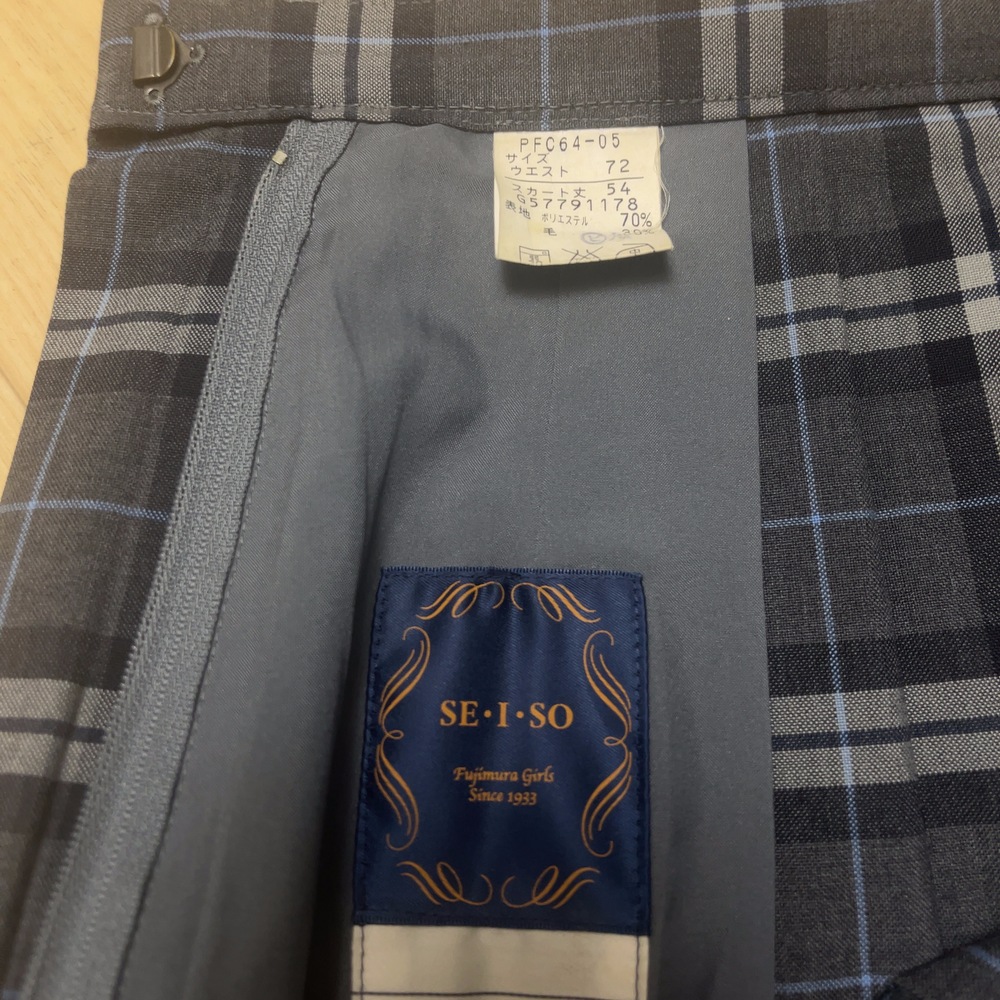 PFC64-05
サイズ
ウエスト 72
スカート丈 54
G57791178
表地 ポリエステル 70%
毛 30%
SE・I・SO
Fujimura Girls
Since 1933